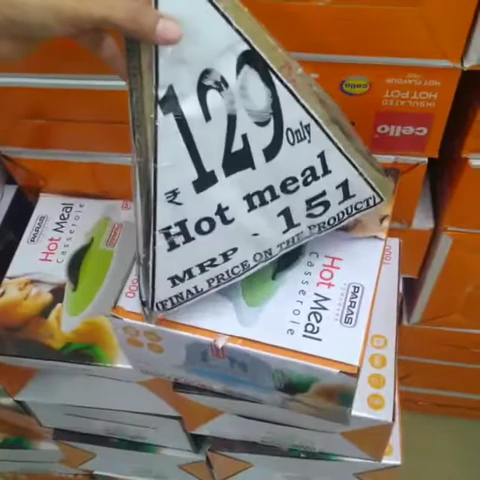 129 Only
₹
Hot meal
MRP - 151
(FINAL PRICE ON THE PRODUCT)
cello
HOT FLAVOUR
HOT POT
INSULATED
cello
PARAS
Hot Meal
Casserole
PARAS
Hot Meal
Casserole